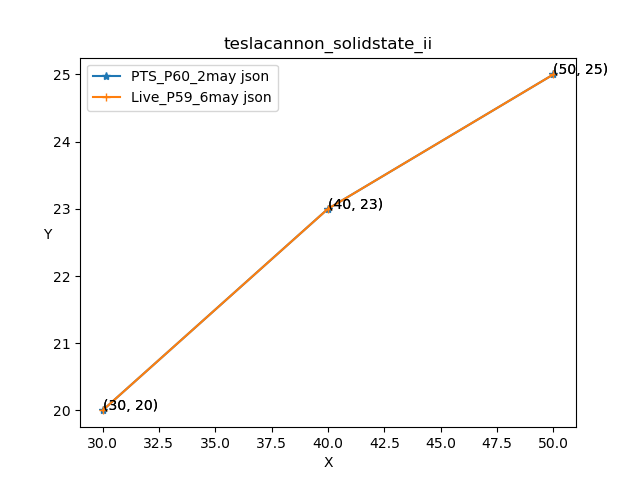 teslacannon_solidstate_ii
PTS_P60_2may json
Live_P59_6may json
(50, 25)
(40, 23)
(30, 20)
25
24
23
22
21
20
Y
30.0 32.5 35.0 37.5 40.0 42.5 45.0 47.5 50.0
X